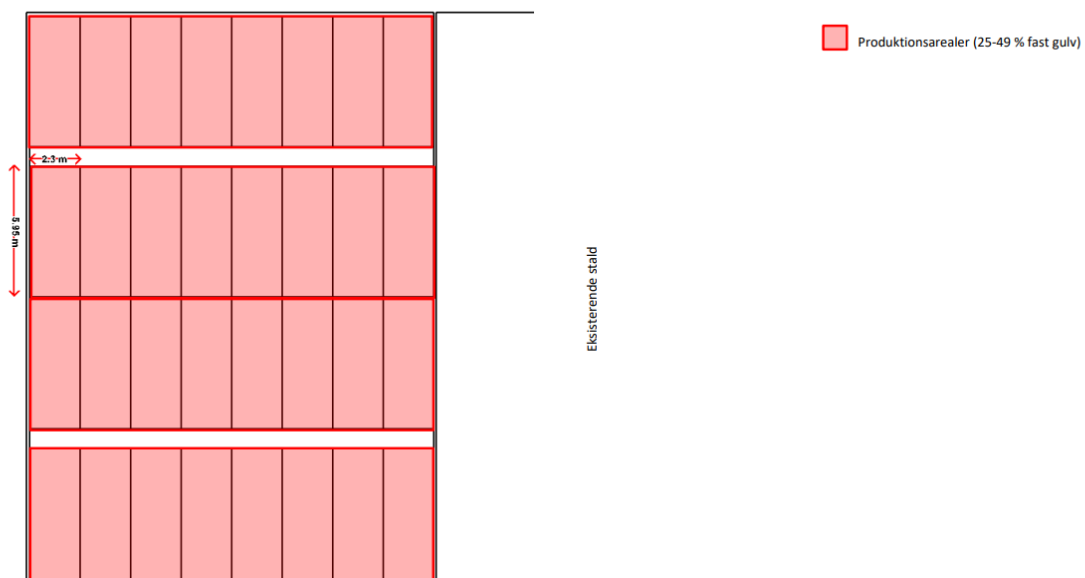 Produktionsarealer (25-49 % fast gulv)
2.3 m
5.95 m
Eksisterende stald